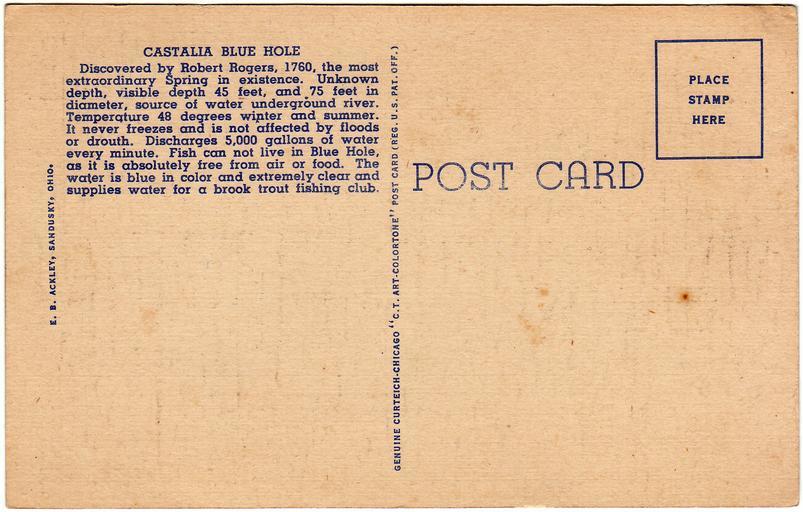 CASTALIA BLUE HOLE
Discovered by Robert Rogers, 1760, the most
extraordinary Spring in existence. Unknown
depth, visible depth 45 feet, and 75 feet in
diameter, source of water underground river.
Temperature 48 degrees winter and summer.
It never freezes and is not affected by floods
or drouth. Discharges 5,000 gallons of water
every minute. Fish can not live in Blue Hole,
as it is absolutely free from air or food. The
water is blue in color and extremely clear and
supplies water for a brook trout fishing club.
E. B. ACKLEY, SANDUSKY, OHIO.
GENUINE CURTEICH-CHICAGO "C.T. ART-COLORTONE" POST CARD (REG. U.S. PAT. OFF.)
POST CARD
PLACE
STAMP
HERE